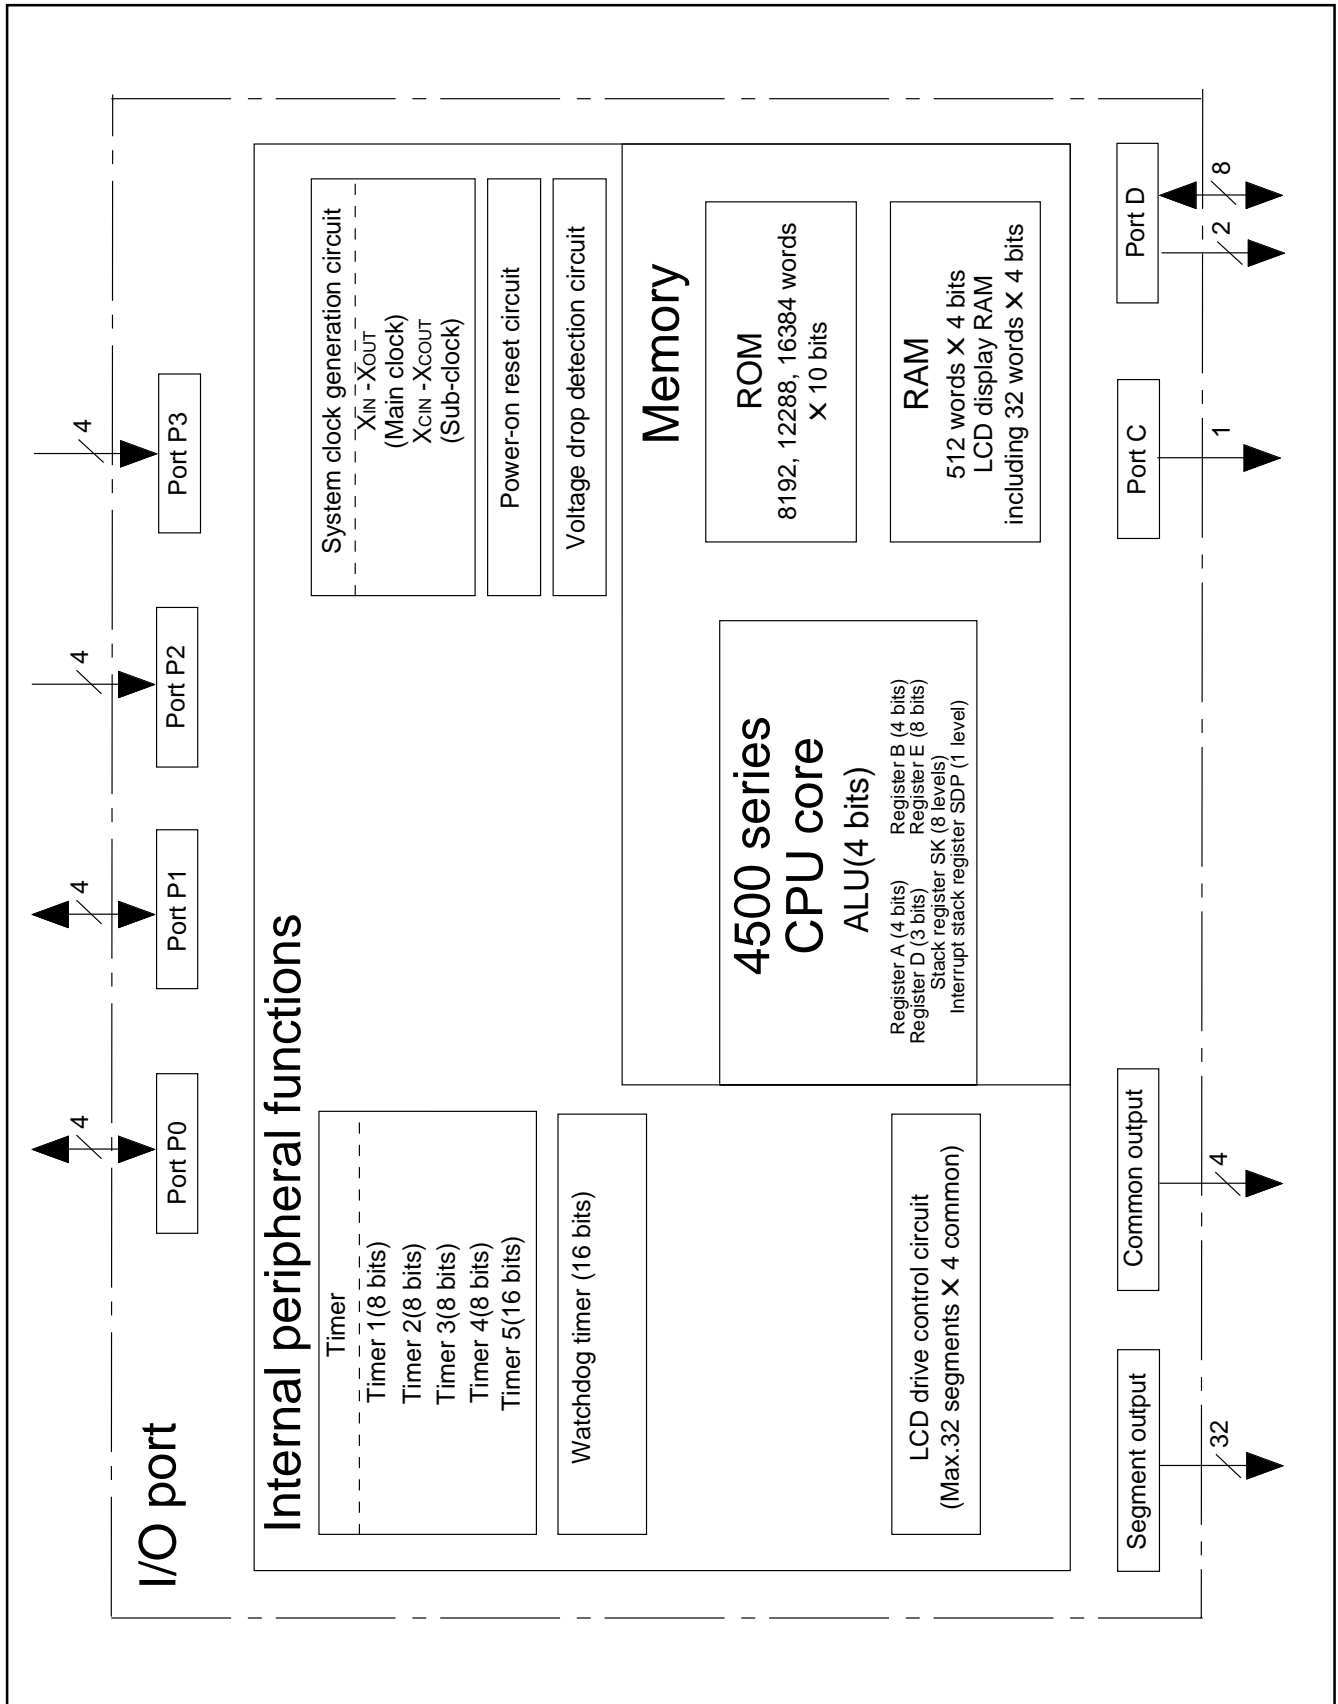 I/O port
4
4
4
4
Port P0
Port P1
Port P2
Port P3
Internal peripheral functions
Timer
Timer 1(8 bits)
Timer 2(8 bits)
Timer 3(8 bits)
Timer 4(8 bits)
Timer 5(16 bits)
Watchdog timer (16 bits)
LCD drive control circuit
(Max.32 segments ✕ 4 common)
System clock generation circuit
XIN -XOUT
(Main clock)
XCIN -XCOUT
(Sub-clock)
Power-on reset circuit
Voltage drop detection circuit
4500 series
CPU core
ALU(4 bits)
Register A (4 bits) Register B (4 bits)
Register D (3 bits) Register E (8 bits)
Stack register SK (8 levels)
Interrupt stack register SDP (1 level)
Memory
ROM
8192, 12288, 16384 words
✕ 10 bits
RAM
512 words ✕ 4 bits
LCD display RAM
including 32 words ✕ 4 bits
Segment output
Common output
Port C
Port D
32
4
1
2
8